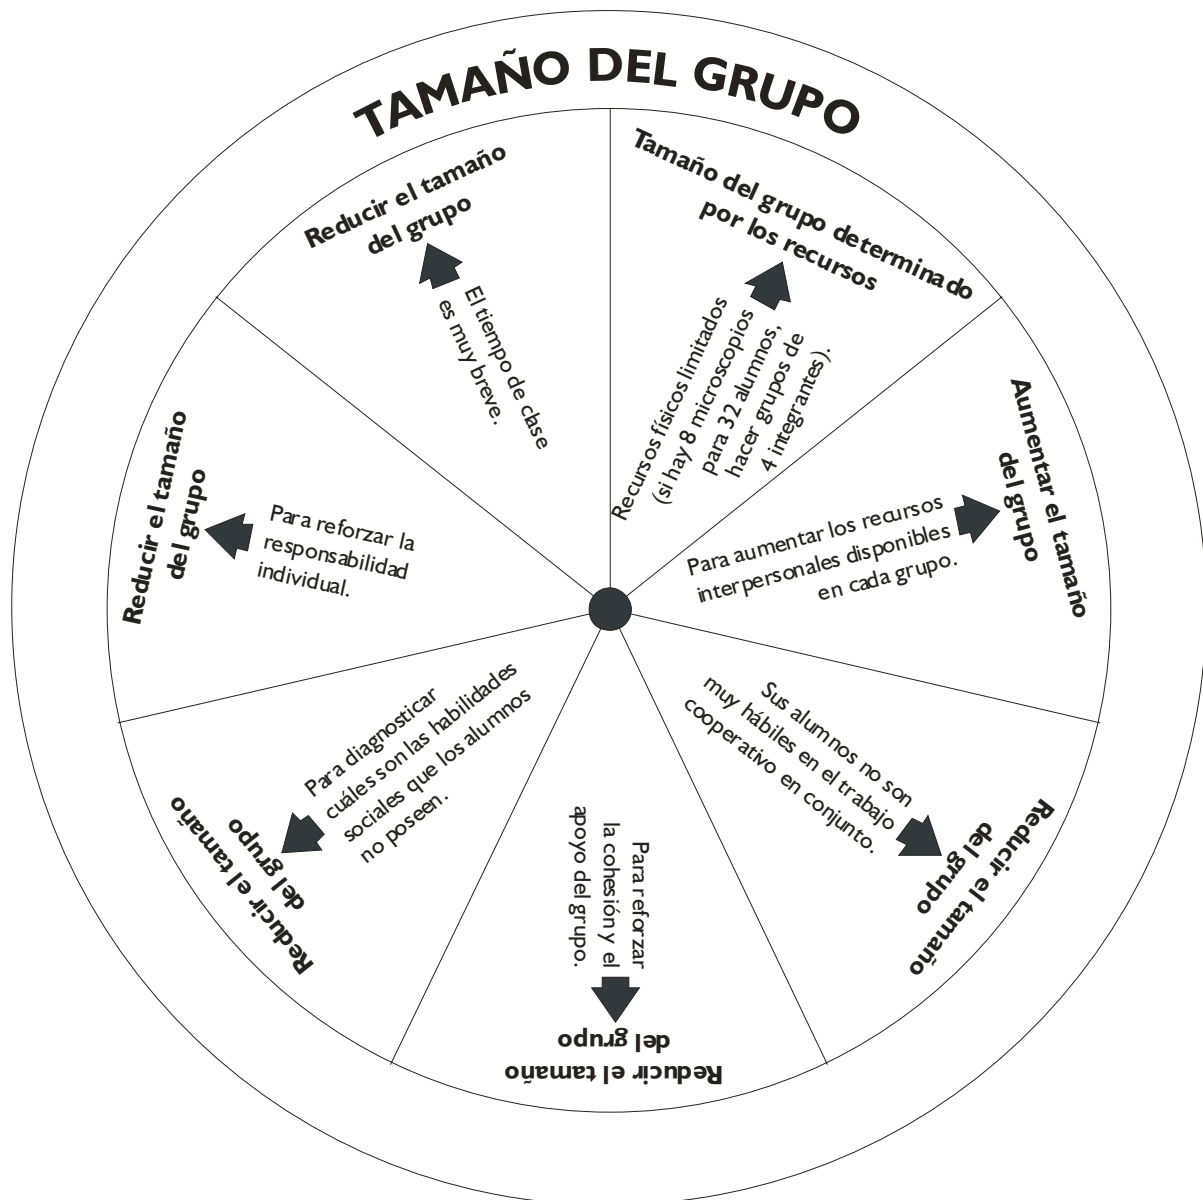 TAMAÑO DEL GRUPO
Tamaño del grupo determinado
por los recursos
Recursos físicos limitados
(si hay 8 microscopios
para 32 alumnos,
hacer grupos de
4 integrantes).
Aumentar el tamaño
del grupo
Para aumentar los recursos
interpersonales disponibles
en cada grupo.
Sus alumnos no son
muy hábiles en el trabajo
cooperativo en conjunto.
Reducir el tamaño
del grupo
Para reforzar
la cohesión y el
apoyo del grupo.
Reducir el tamaño
del grupo
Para diagnosticar
cuáles son las habilidades
sociales que los alumnos
no poseen.
Reducir el tamaño
del grupo
Reducir el tamaño
del grupo
Para reforzar la
responsabilidad
individual.
Reducir el tamaño
del grupo
El tiempo de clase
es muy breve.